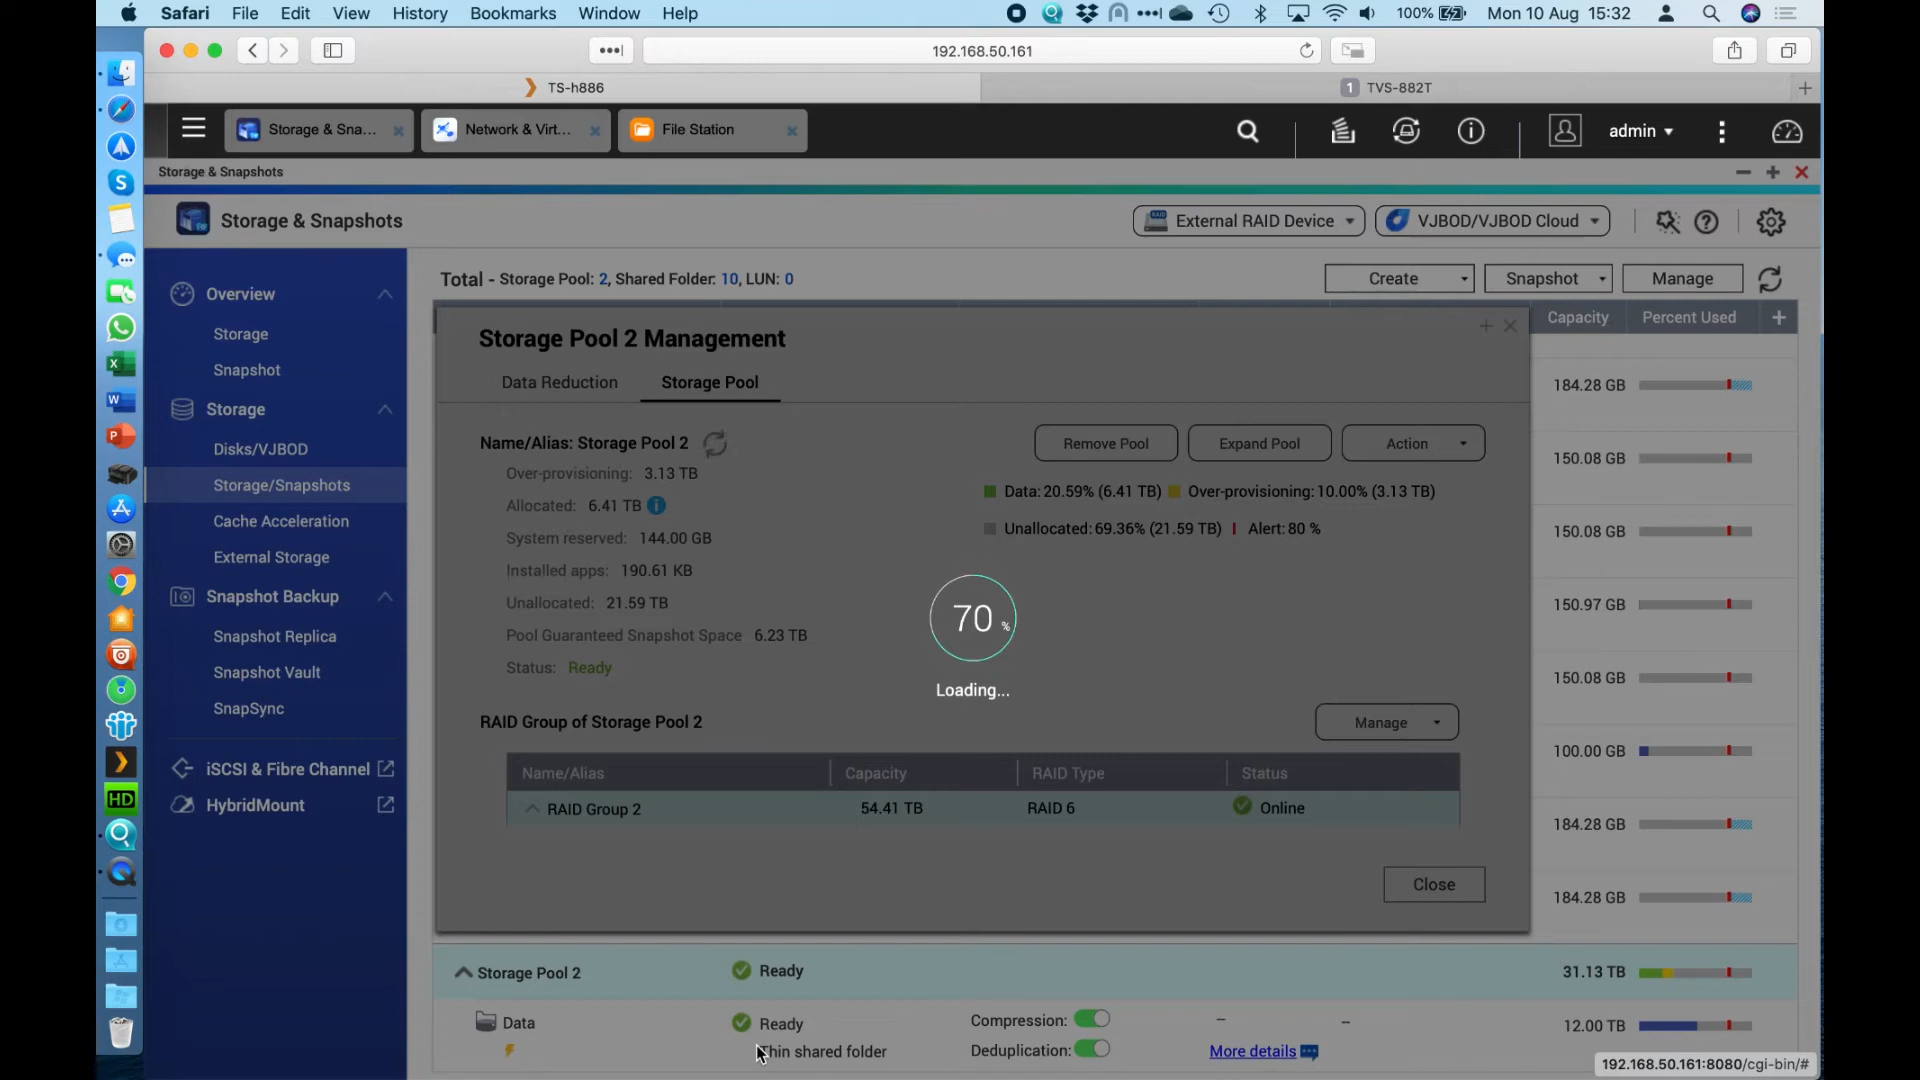 Safari File Edit View History Bookmarks Window Help 100% Mon 10 Aug 15:32
192.168.50.161
TS-h886 1 TVS-882T
Storage & Sna... Network & Virt... File Station admin
Storage & Snapshots
Storage & Snapshots External RAID Device VJBOD/VJBOD Cloud
Total - Storage Pool: 2, Shared Folder: 10, LUN: 0 Create Snapshot Manage
Overview
Storage
Snapshot
Storage
Disks/VJBOD
Storage/Snapshots
Cache Acceleration
External Storage
Snapshot Backup
Snapshot Replica
Snapshot Vault
SnapSync
iSCSI & Fibre Channel
HybridMount
Capacity Percent Used
184.28 GB
150.08 GB
150.08 GB
150.97 GB
150.08 GB
100.00 GB
184.28 GB
184.28 GB
Storage Pool 2 Management
Data Reduction Storage Pool
Name/Alias: Storage Pool 2 Remove Pool Expand Pool Action
Over-provisioning: 3.13 TB
Allocated: 6.41 TB
System reserved: 144.00 GB
Installed apps: 190.61 KB
Unallocated: 21.59 TB
Pool Guaranteed Snapshot Space 6.23 TB
Status: Ready
Data: 20.59% (6.41 TB) Over-provisioning: 10.00% (3.13 TB)
Unallocated: 69.36% (21.59 TB) Alert: 80 %
70 %
Loading...
RAID Group of Storage Pool 2 Manage
Name/Alias Capacity RAID Type Status
RAID Group 2 54.41 TB RAID 6 Online
Close
Storage Pool 2 Ready 31.13 TB
Data Ready Compression: – – 12.00 TB
Thin shared folder Deduplication: More details
192.168.50.161:8080/cgi-bin/#